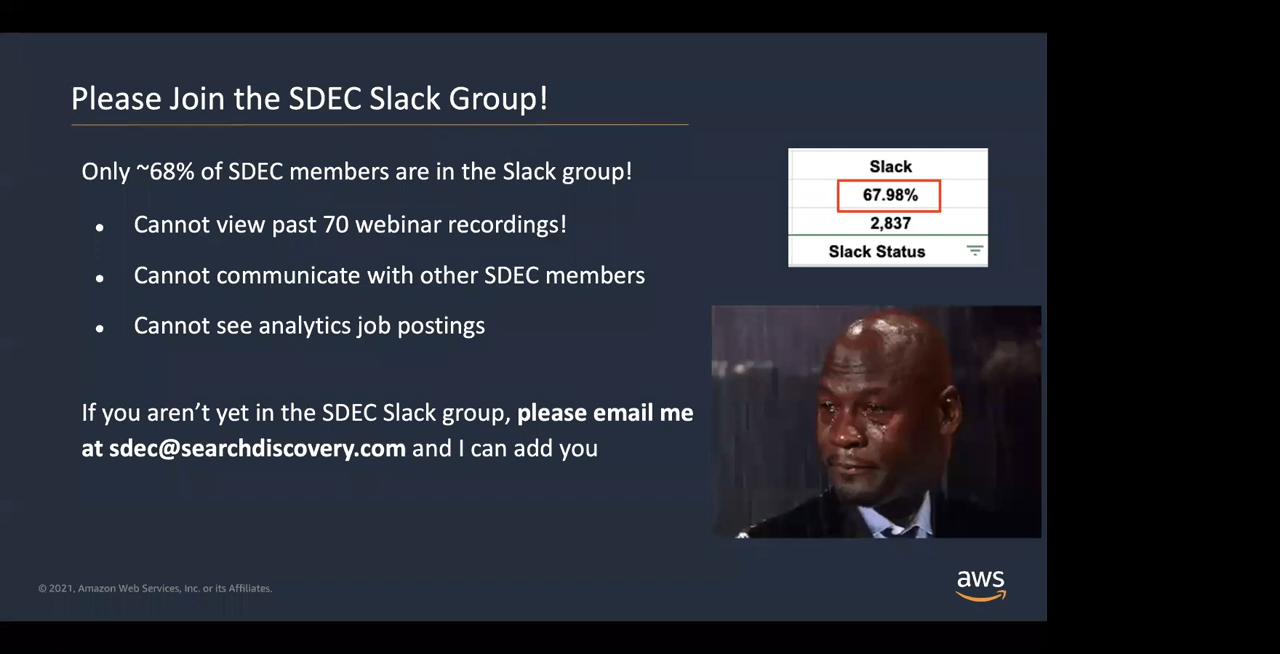 Please Join the SDEC Slack Group!
Only ~68% of SDEC members are in the Slack group!
● Cannot view past 70 webinar recordings!
● Cannot communicate with other SDEC members
● Cannot see analytics job postings
If you aren’t yet in the SDEC Slack group, please email me
at sdec@searchdiscovery.com and I can add you
Slack
67.98%
2,837
Slack Status
© 2021, Amazon Web Services, Inc. or its Affiliates.
aws